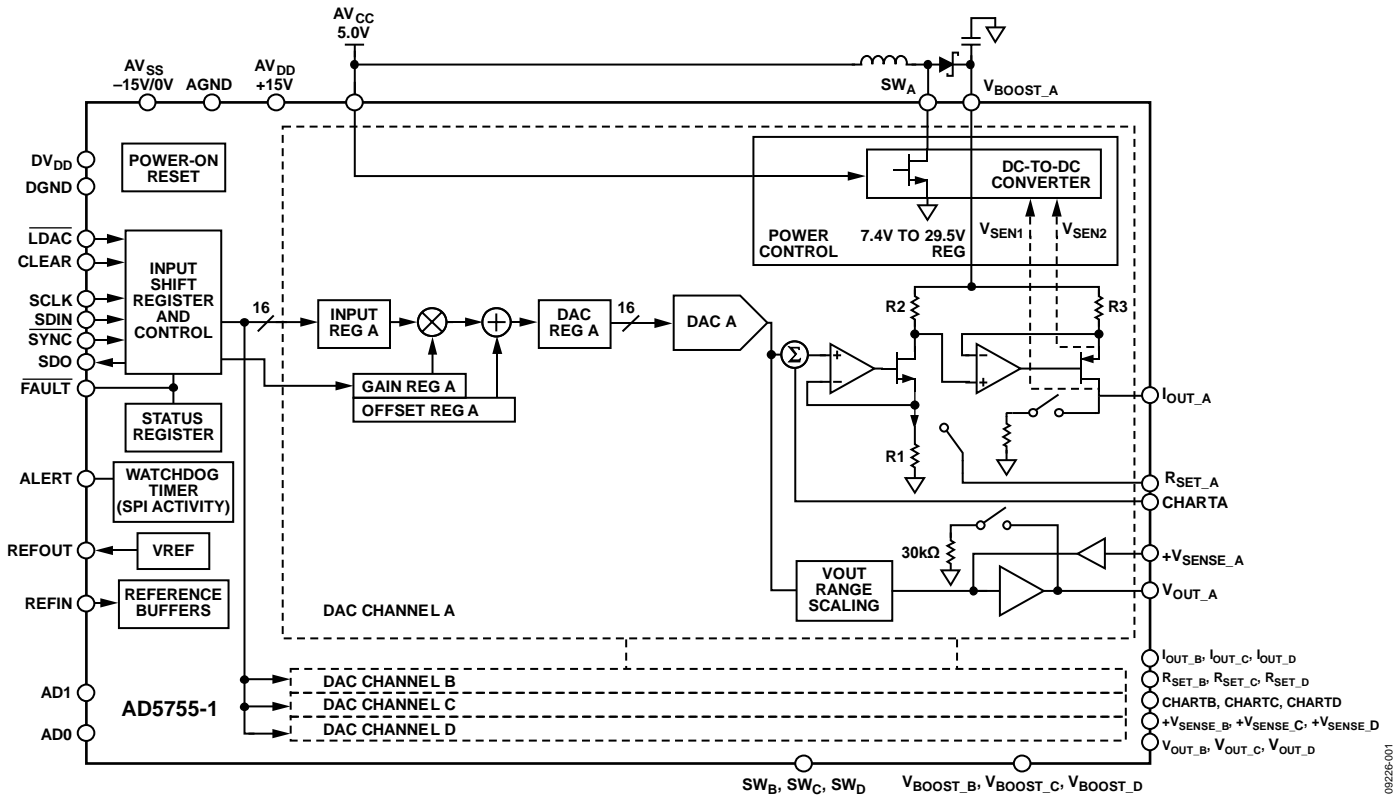 AVCC
5.0V
AVSS
–15V/0V
AGND
AVDD
+15V
SWA
VBOOST_A
DVDD
DGND
POWER-ON
RESET
DC-TO-DC
CONVERTER
POWER
CONTROL
7.4V TO 29.5V
REG
VSEN1
VSEN2
LDAC
CLEAR
SCLK
SDIN
SYNC
SDO
FAULT
INPUT
SHIFT
REGISTER
AND
CONTROL
16
INPUT
REG A
DAC
REG A
16
DAC A
Σ
R2
R3
+
–
–
+
GAIN REG A
OFFSET REG A
STATUS
REGISTER
R1
IOUT_A
RSET_A
CHARTA
ALERT
WATCHDOG
TIMER
(SPI ACTIVITY)
REFOUT
VREF
REFIN
REFERENCE
BUFFERS
30kΩ
VOUT
RANGE
SCALING
+VSENSE_A
VOUT_A
DAC CHANNEL A
DAC CHANNEL B
DAC CHANNEL C
DAC CHANNEL D
AD1
AD0
AD5755-1
IOUT_B, IOUT_C, IOUT_D
RSET_B, RSET_C, RSET_D
CHARTB, CHARTC, CHARTD
+VSENSE_B, +VSENSE_C, +VSENSE_D
VOUT_B, VOUT_C, VOUT_D
SWB, SWC, SWD
VBOOST_B, VBOOST_C, VBOOST_D
09226-001